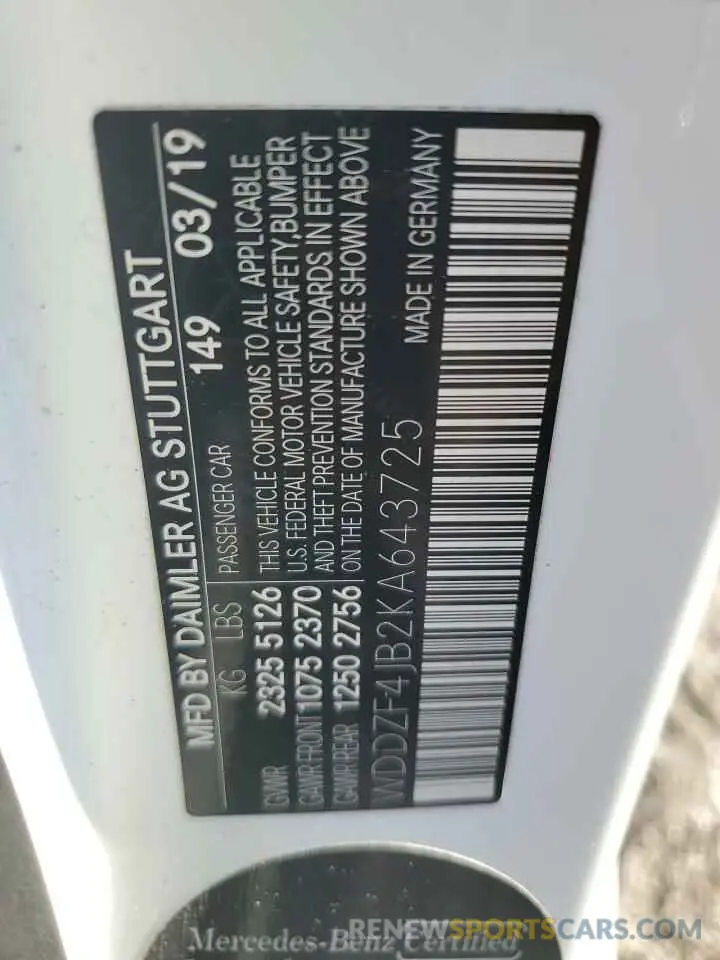 MFD BY DAIMLER AG STUTTGART
149 03/19
KG LBS PASSENGER CAR
GVWR 2325 5126 THIS VEHICLE CONFORMS TO ALL APPLICABLE
GAWR-FRONT 1075 2370 U.S. FEDERAL MOTOR VEHICLE SAFETY,BUMPER
AND THEFT PREVENTION STANDARDS IN EFFECT
GAWR-REAR 1250 2756 ON THE DATE OF MANUFACTURE SHOWN ABOVE
WDDZF4JB2KA643725 MADE IN GERMANY
Mercedes-Benz Certified
RENEWSPORTSCARS.COM